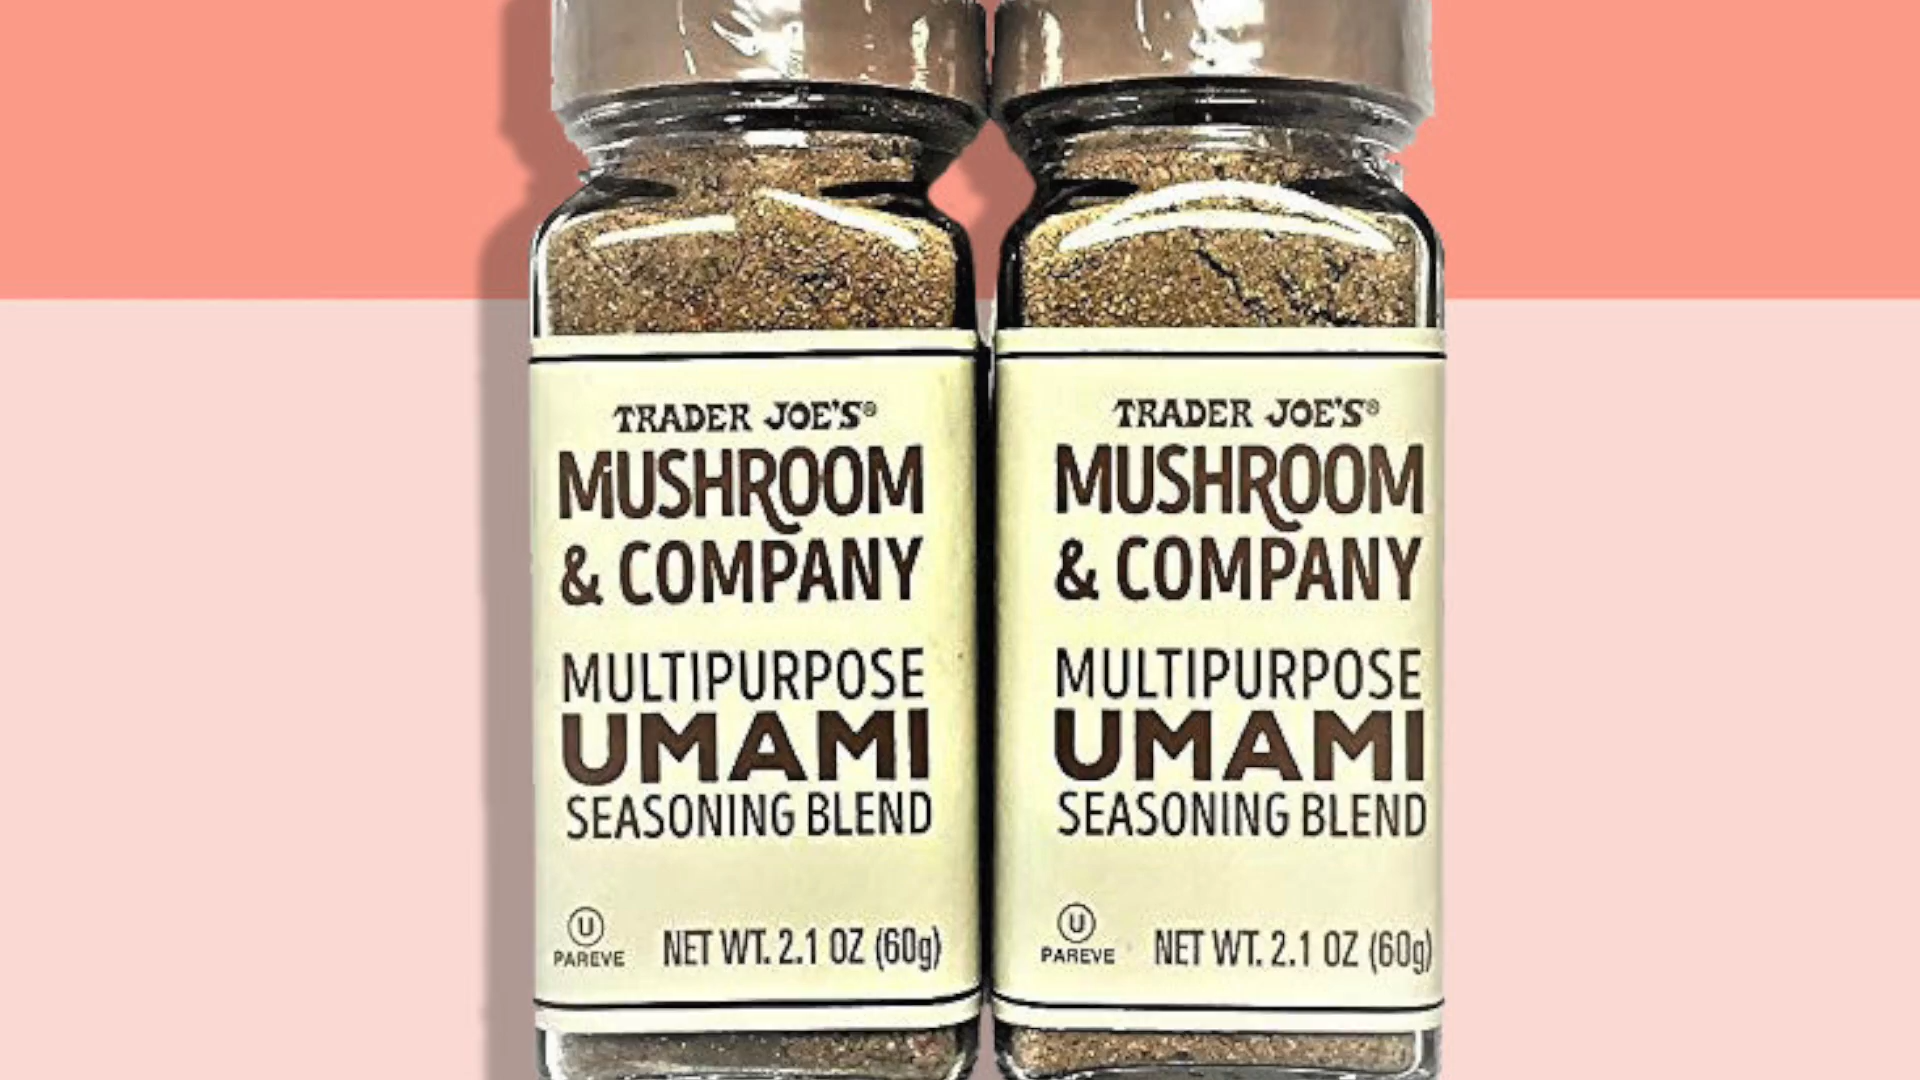 TRADER JOE'S®
MUSHROOM
& COMPANY
MULTIPURPOSE
UMAMI
SEASONING BLEND
U
PAREVE
NET WT. 2.1 OZ (60g)
TRADER JOE'S®
MUSHROOM
& COMPANY
MULTIPURPOSE
UMAMI
SEASONING BLEND
U
PAREVE
NET WT. 2.1 OZ (60g)